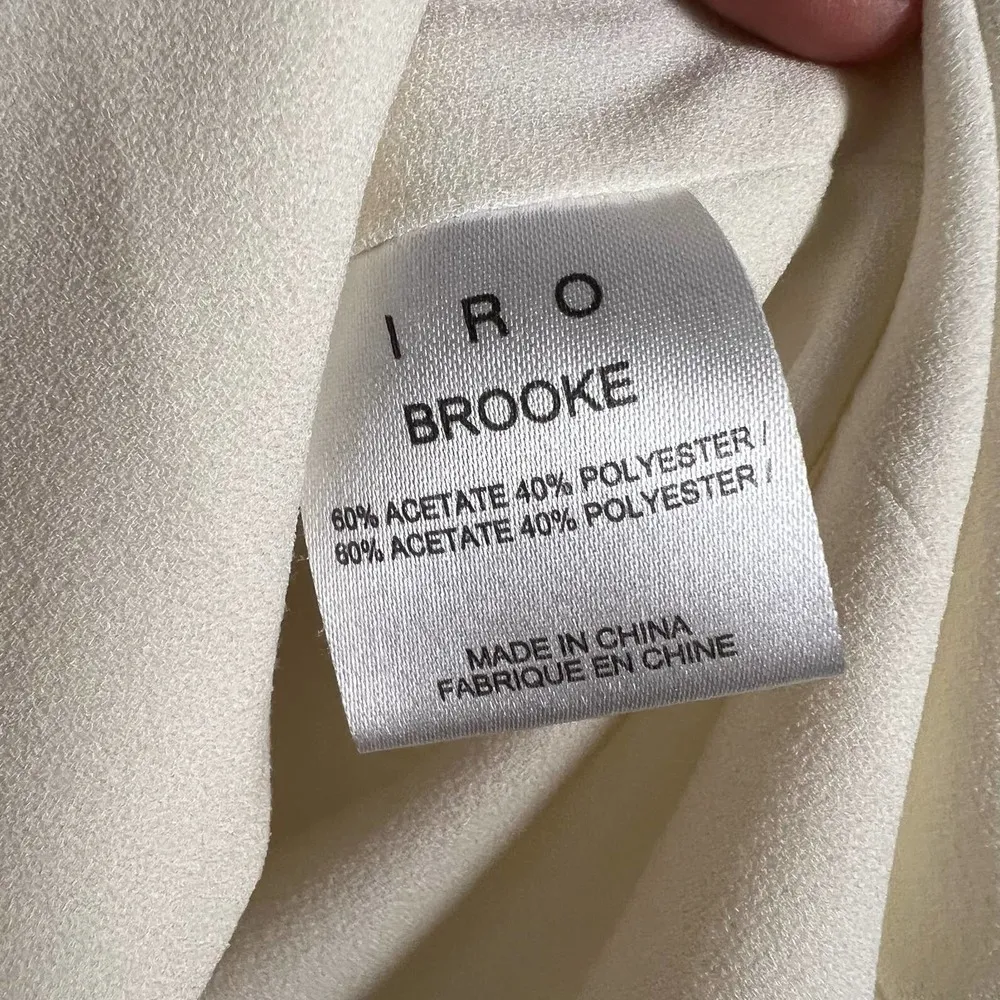 I R O
BROOKE
60% ACETATE 40% POLYESTER /
60% ACETATE 40% POLYESTER /
MADE IN CHINA
FABRIQUE EN CHINE